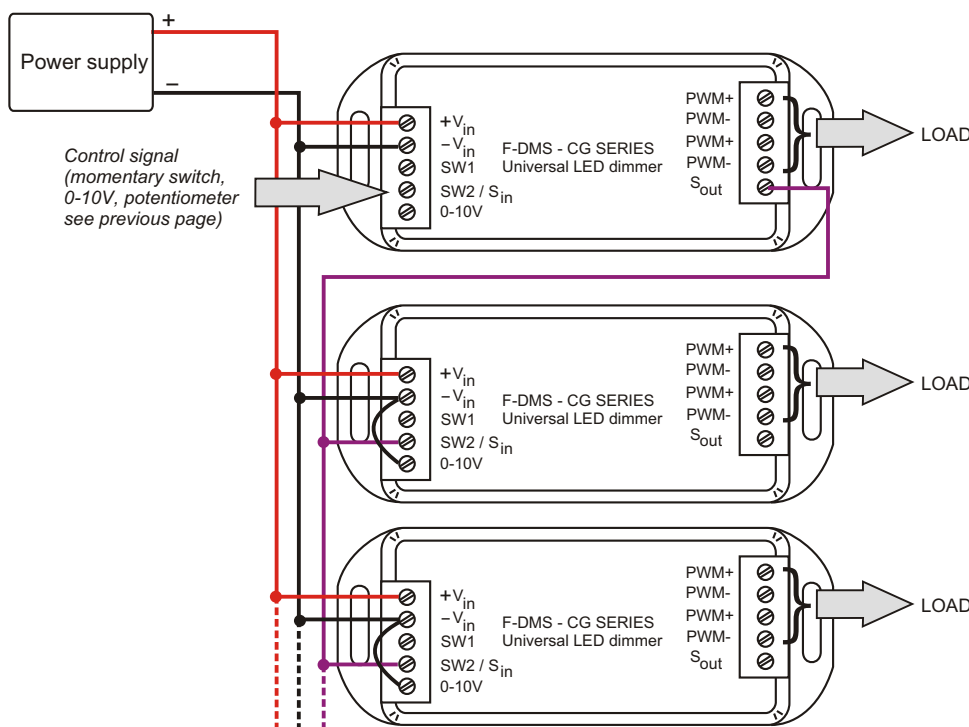 +
Power supply
−
Control signal
(momentary switch,
0-10V, potentiometer
see previous page)
+Vin
−Vin
SW1
SW2 / Sin
0-10V
F-DMS - CG SERIES
Universal LED dimmer
PWM+
PWM-
PWM+
PWM-
Sout
LOAD
+Vin
−Vin
SW1
SW2 / Sin
0-10V
F-DMS - CG SERIES
Universal LED dimmer
PWM+
PWM-
PWM+
PWM-
Sout
LOAD
+Vin
−Vin
SW1
SW2 / Sin
0-10V
F-DMS - CG SERIES
Universal LED dimmer
PWM+
PWM-
PWM+
PWM-
Sout
LOAD